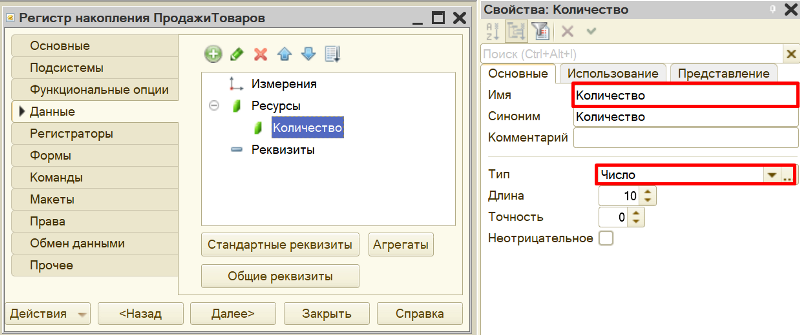 Регистр накопления ПродажиТоваров
Основные
Подсистемы
Функциональные опции
Данные
Регистраторы
Формы
Команды
Макеты
Права
Обмен данными
Прочее
Измерения
Ресурсы
Количество
Реквизиты
Стандартные реквизиты
Агрегаты
Общие реквизиты
Действия
<Назад
Далее>
Закрыть
Справка
Свойства: Количество
Поиск (Ctrl+Alt+I)
Основные
Использование
Представление
Имя
Количество
Синоним
Количество
Комментарий
Тип
Число
Длина
10
Точность
0
Неотрицательное